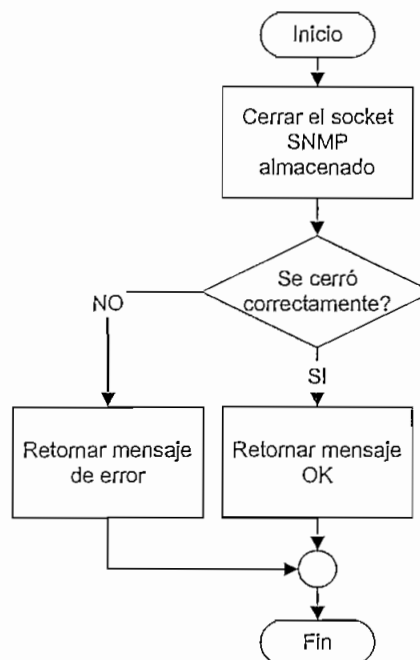 Inicio
Cerrar el socket
SNMP
almacenado
Se cerró
correctamente?
NO
SI
Retornar mensaje
de error
Retornar mensaje
OK
Fin